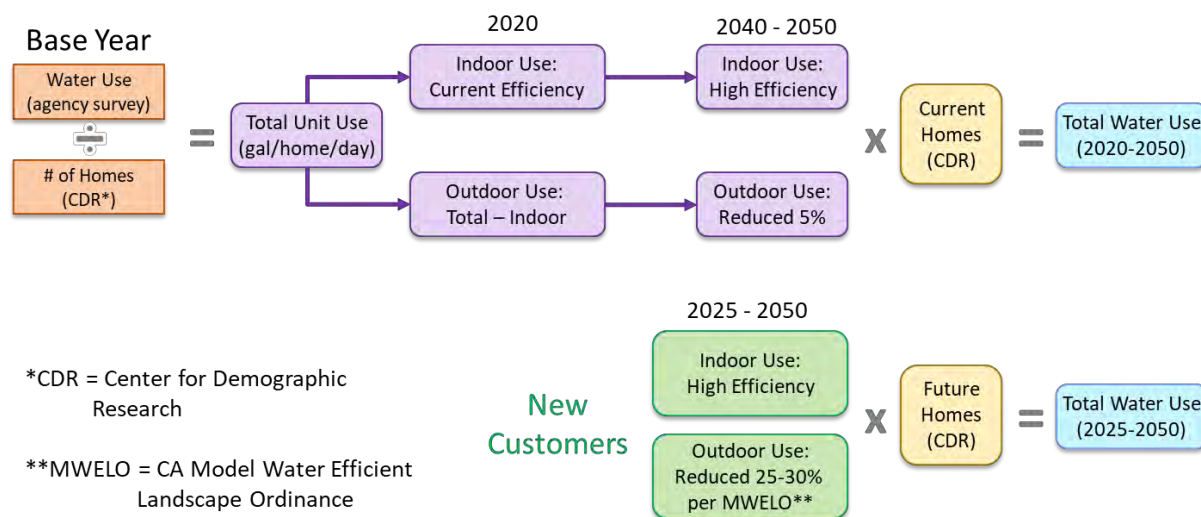 Base Year
Water Use
(agency survey)
÷
# of Homes
(CDR*)
=
Total Unit Use
(gal/home/day)
2020
Indoor Use:
Current Efficiency
Outdoor Use:
Total – Indoor
2040 - 2050
Indoor Use:
High Efficiency
Outdoor Use:
Reduced 5%
x
Current
Homes
(CDR)
=
Total Water Use
(2020-2050)
New
Customers
2025 - 2050
Indoor Use:
High Efficiency
Outdoor Use:
Reduced 25-30%
per MWELO**
x
Future
Homes
(CDR)
=
Total Water Use
(2025-2050)
*CDR = Center for Demographic
Research
**MWELO = CA Model Water Efficient
Landscape Ordinance